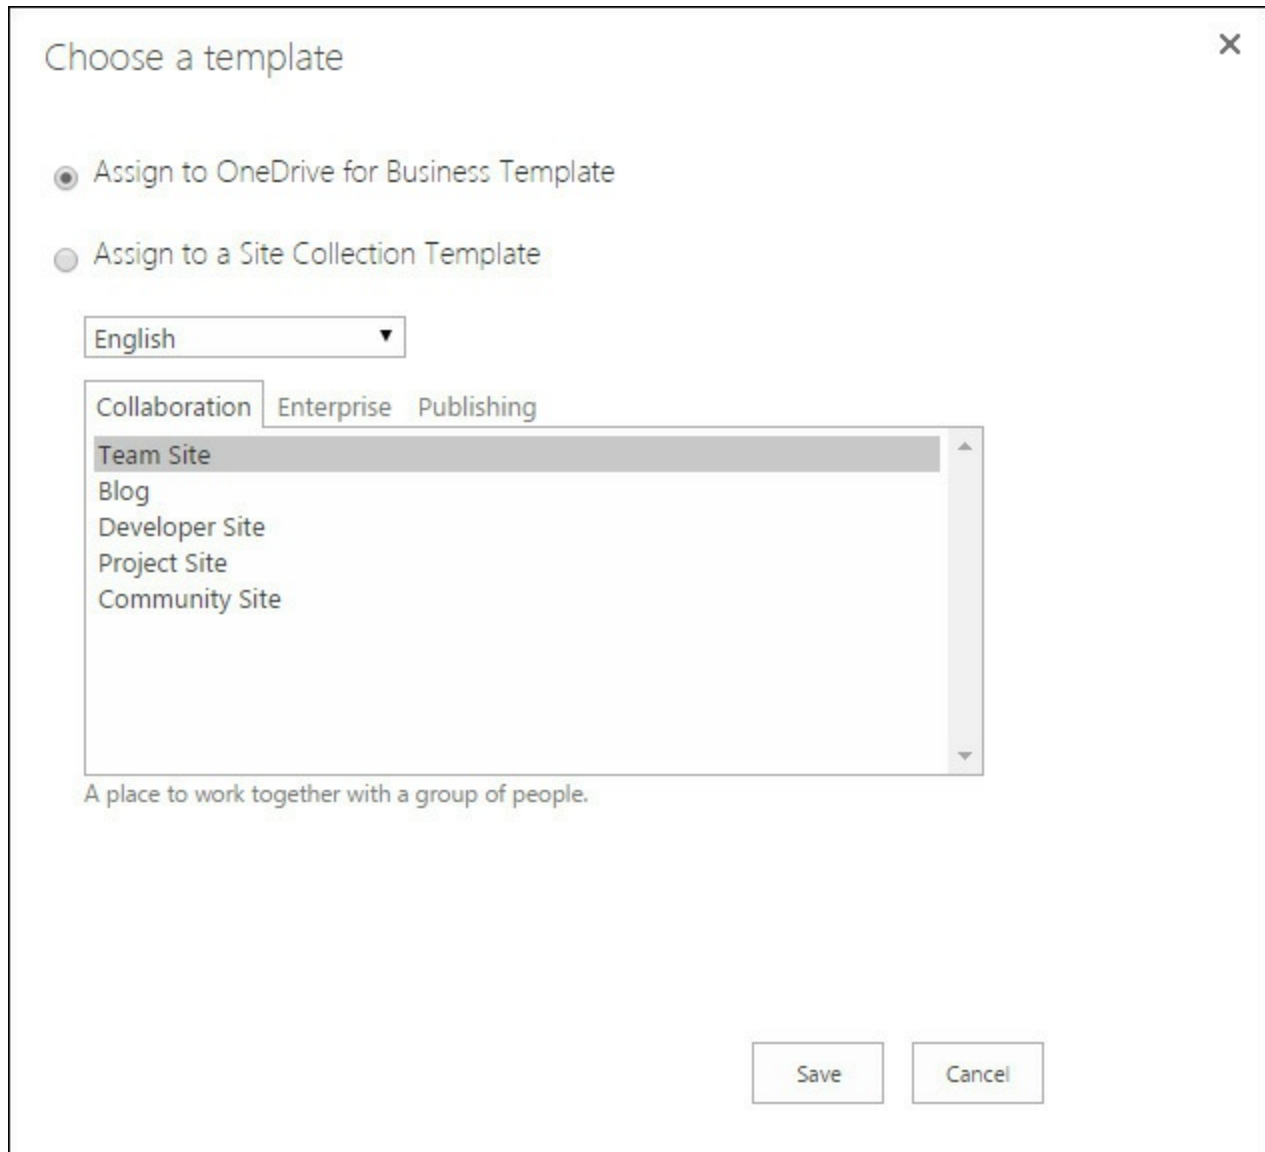 Choose a template
Assign to OneDrive for Business Template
Assign to a Site Collection Template
English
Collaboration Enterprise Publishing
Team Site
Blog
Developer Site
Project Site
Community Site
A place to work together with a group of people.
Save Cancel